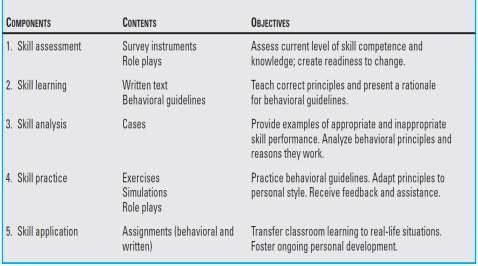 COMPONENTS CONTENTS OBJECTIVES
1. Skill assessment Survey instruments Assess current level of skill competence and
Role plays knowledge; create readiness to change.
2. Skill learning Written text Teach correct principles and present a rationale
Behavioral guidelines for behavioral guidelines.
3. Skill analysis Cases Provide examples of appropriate and inappropriate
skill performance. Analyze behavioral principles and
reasons they work.
4. Skill practice Exercises Practice behavioral guidelines. Adapt principles to
Simulations personal style. Receive feedback and assistance.
Role plays
5. Skill application Assignments (behavioral and Transfer classroom learning to real-life situations.
written) Foster ongoing personal development.